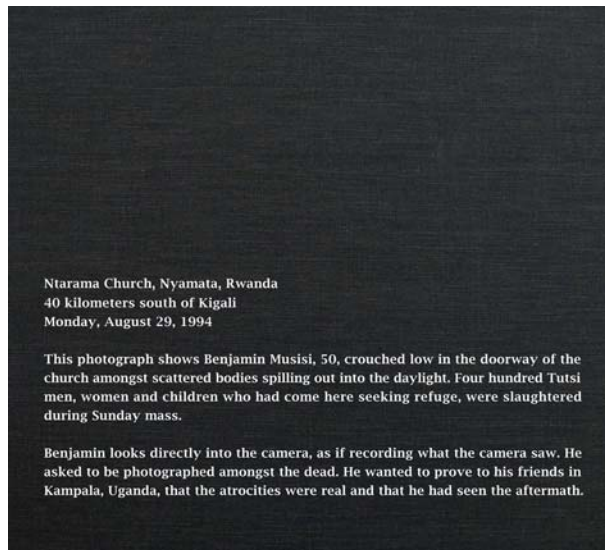 Ntarama Church, Nyamata, Rwanda
40 kilometers south of Kigali
Monday, August 29, 1994
This photograph shows Benjamin Musisi, 50, crouched low in the doorway of the
church amongst scattered bodies spilling out into the daylight. Four hundred Tutsi
men, women and children who had come here seeking refuge, were slaughtered
during Sunday mass.
Benjamin looks directly into the camera, as if recording what the camera saw. He
asked to be photographed amongst the dead. He wanted to prove to his friends in
Kampala, Uganda, that the atrocities were real and that he had seen the aftermath.